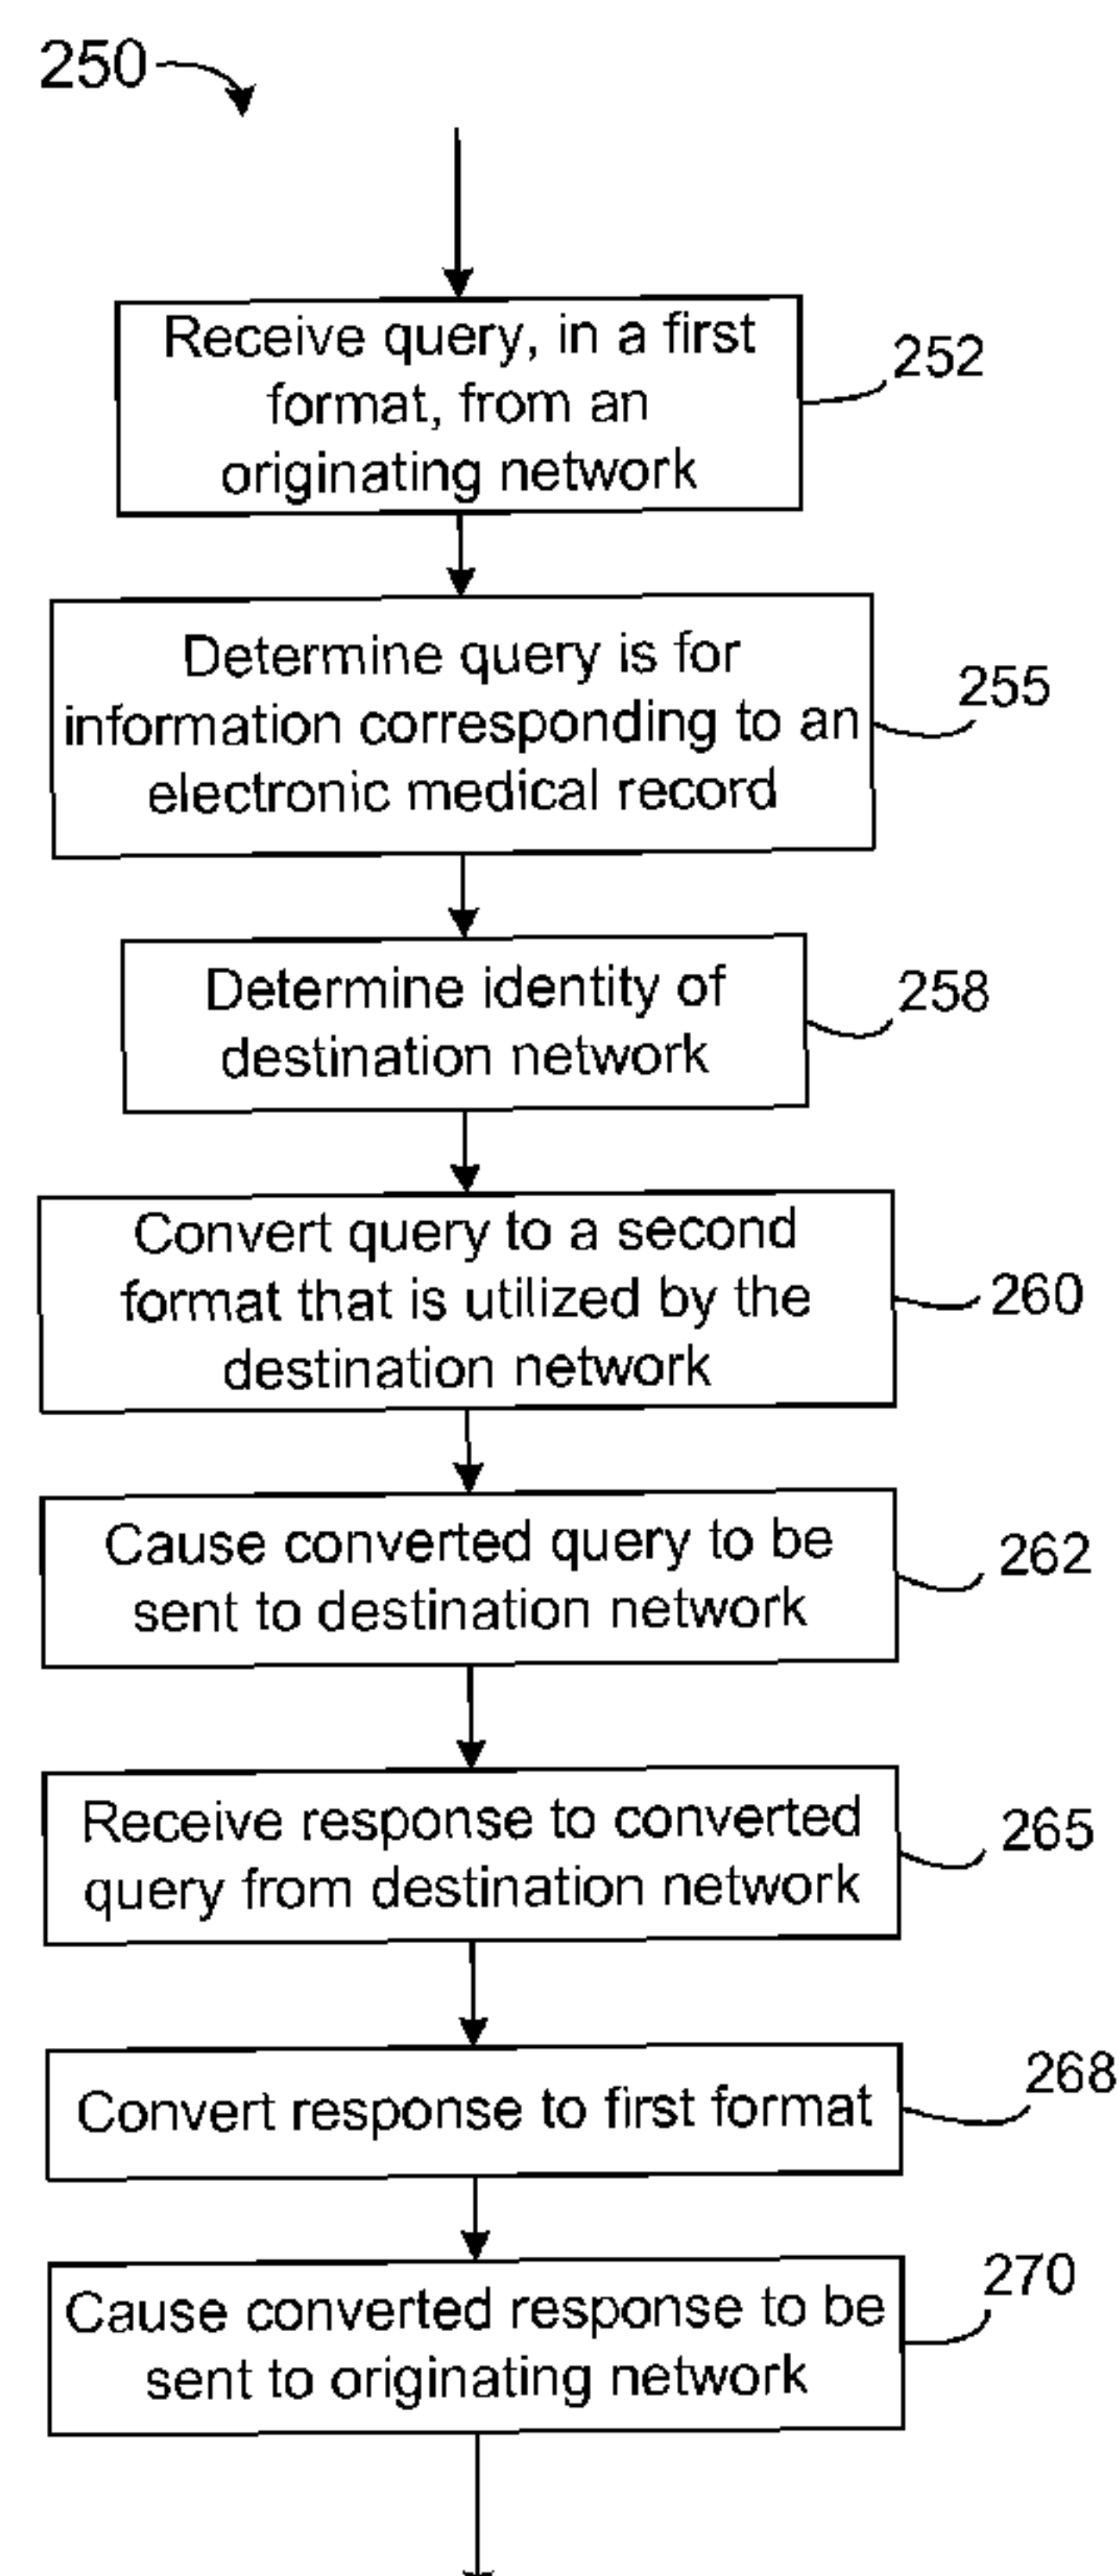 250
Receive query, in a first
format, from an
originating network
252
Determine query is for
information corresponding to an
electronic medical record
255
Determine identity of
destination network
258
Convert query to a second
format that is utilized by the
destination network
260
Cause converted query to be
sent to destination network
262
Receive response to converted
query from destination network
265
Convert response to first format
268
Cause converted response to be
sent to originating network
270